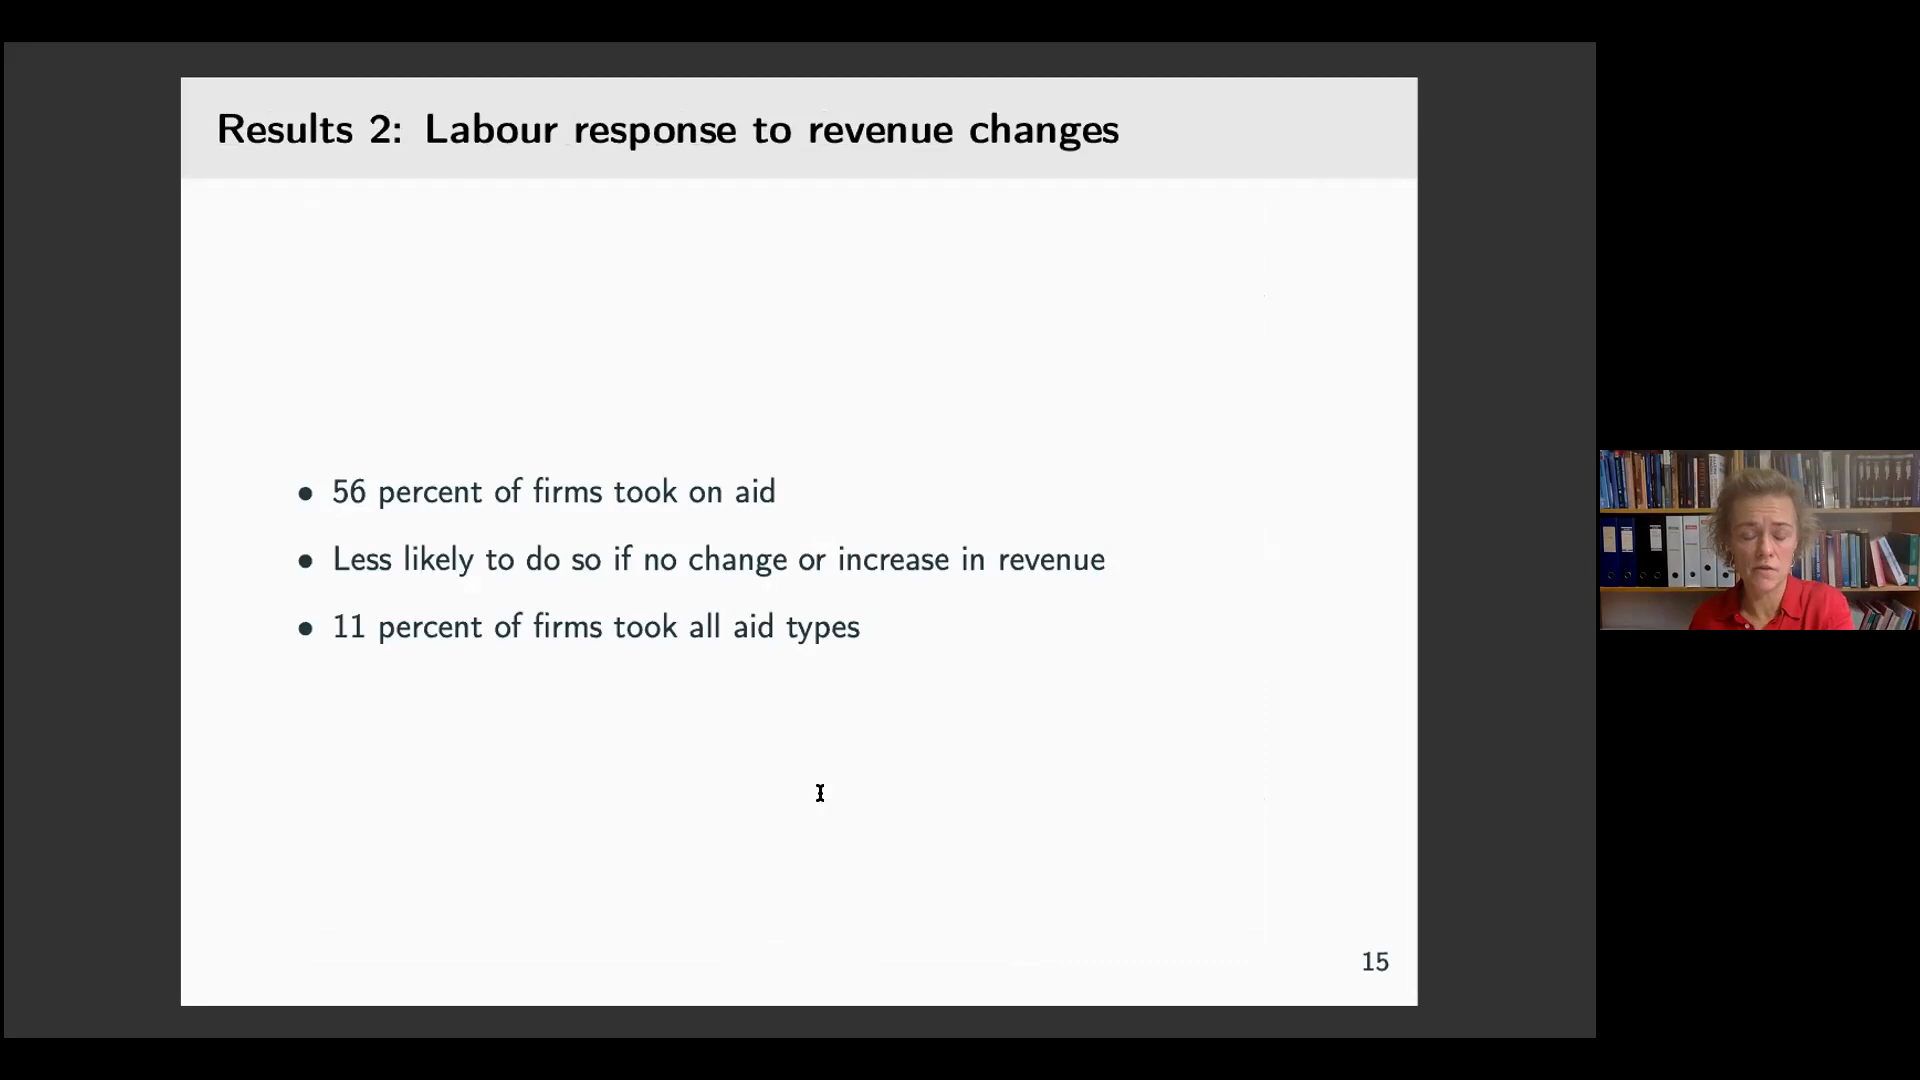 Results 2: Labour response to revenue changes
• 56 percent of firms took on aid
• Less likely to do so if no change or increase in revenue
• 11 percent of firms took all aid types
15